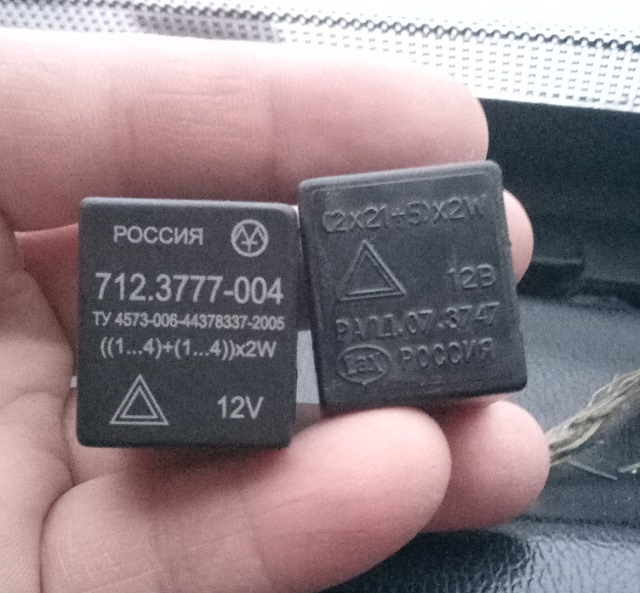 РОССИЯ
712.3777-004
ТУ 4573-006-44378337-2005
((1...4)+(1...4))x2W
12V
(2x21+5)x2W
12В
РАПД.07.3747
РОССИЯ